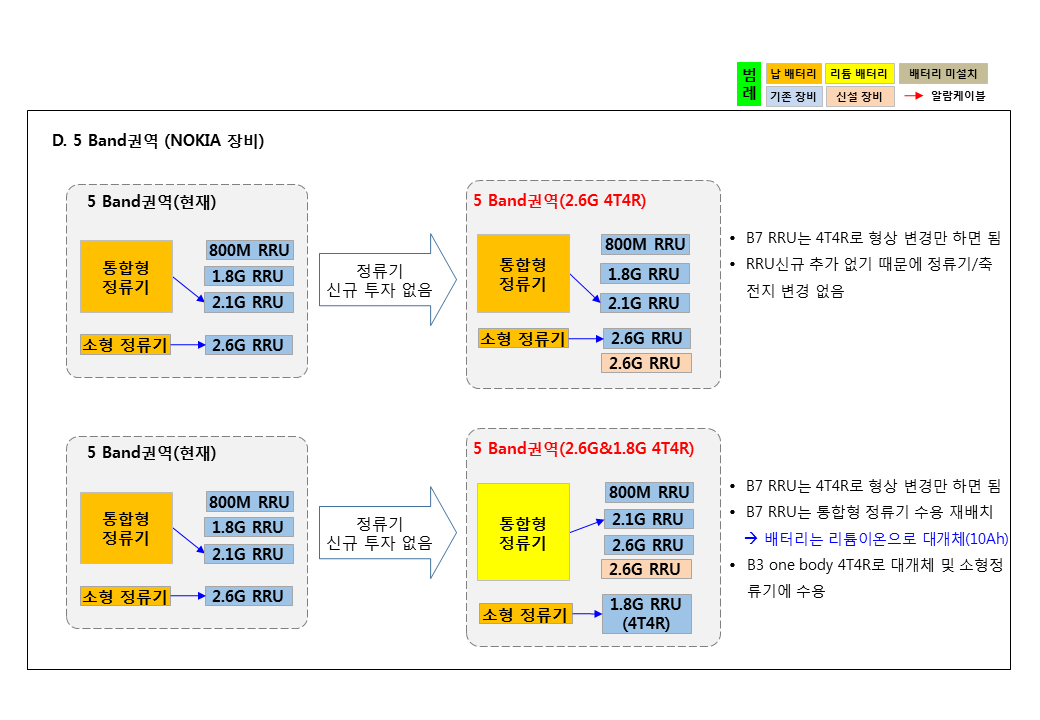 범
례
납 배터리
리튬 배터리
배터리 미설치
기존 장비
신설 장비
알람케이블
D. 5 Band권역 (NOKIA 장비)
5 Band권역(현재)
통합형
정류기
800M RRU
1.8G RRU
2.1G RRU
소형 정류기
2.6G RRU
정류기
신규 투자 없음
5 Band권역(2.6G 4T4R)
통합형
정류기
800M RRU
1.8G RRU
2.1G RRU
소형 정류기
2.6G RRU
2.6G RRU
• B7 RRU는 4T4R로 형상 변경만 하면 됨
• RRU신규 추가 없기 때문에 정류기/축
전지 변경 없음
5 Band권역(현재)
통합형
정류기
800M RRU
1.8G RRU
2.1G RRU
소형 정류기
2.6G RRU
정류기
신규 투자 없음
5 Band권역(2.6G&1.8G 4T4R)
통합형
정류기
800M RRU
2.1G RRU
2.6G RRU
2.6G RRU
소형 정류기
1.8G RRU
(4T4R)
• B7 RRU는 4T4R로 형상 변경만 하면 됨
• B7 RRU는 통합형 정류기 수용 재배치
→ 배터리는 리튬이온으로 대개체(10Ah)
• B3 one body 4T4R로 대개체 및 소형정
류기에 수용